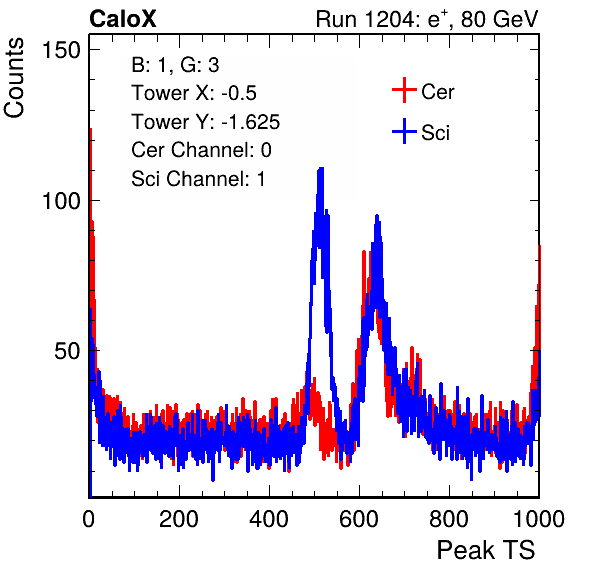 CaloX
Run 1204: e+, 80 GeV
Counts
150
100
50
B: 1, G: 3
Tower X: -0.5
Tower Y: -1.625
Cer Channel: 0
Sci Channel: 1
Cer
Sci
0 200 400 600 800 1000
Peak TS